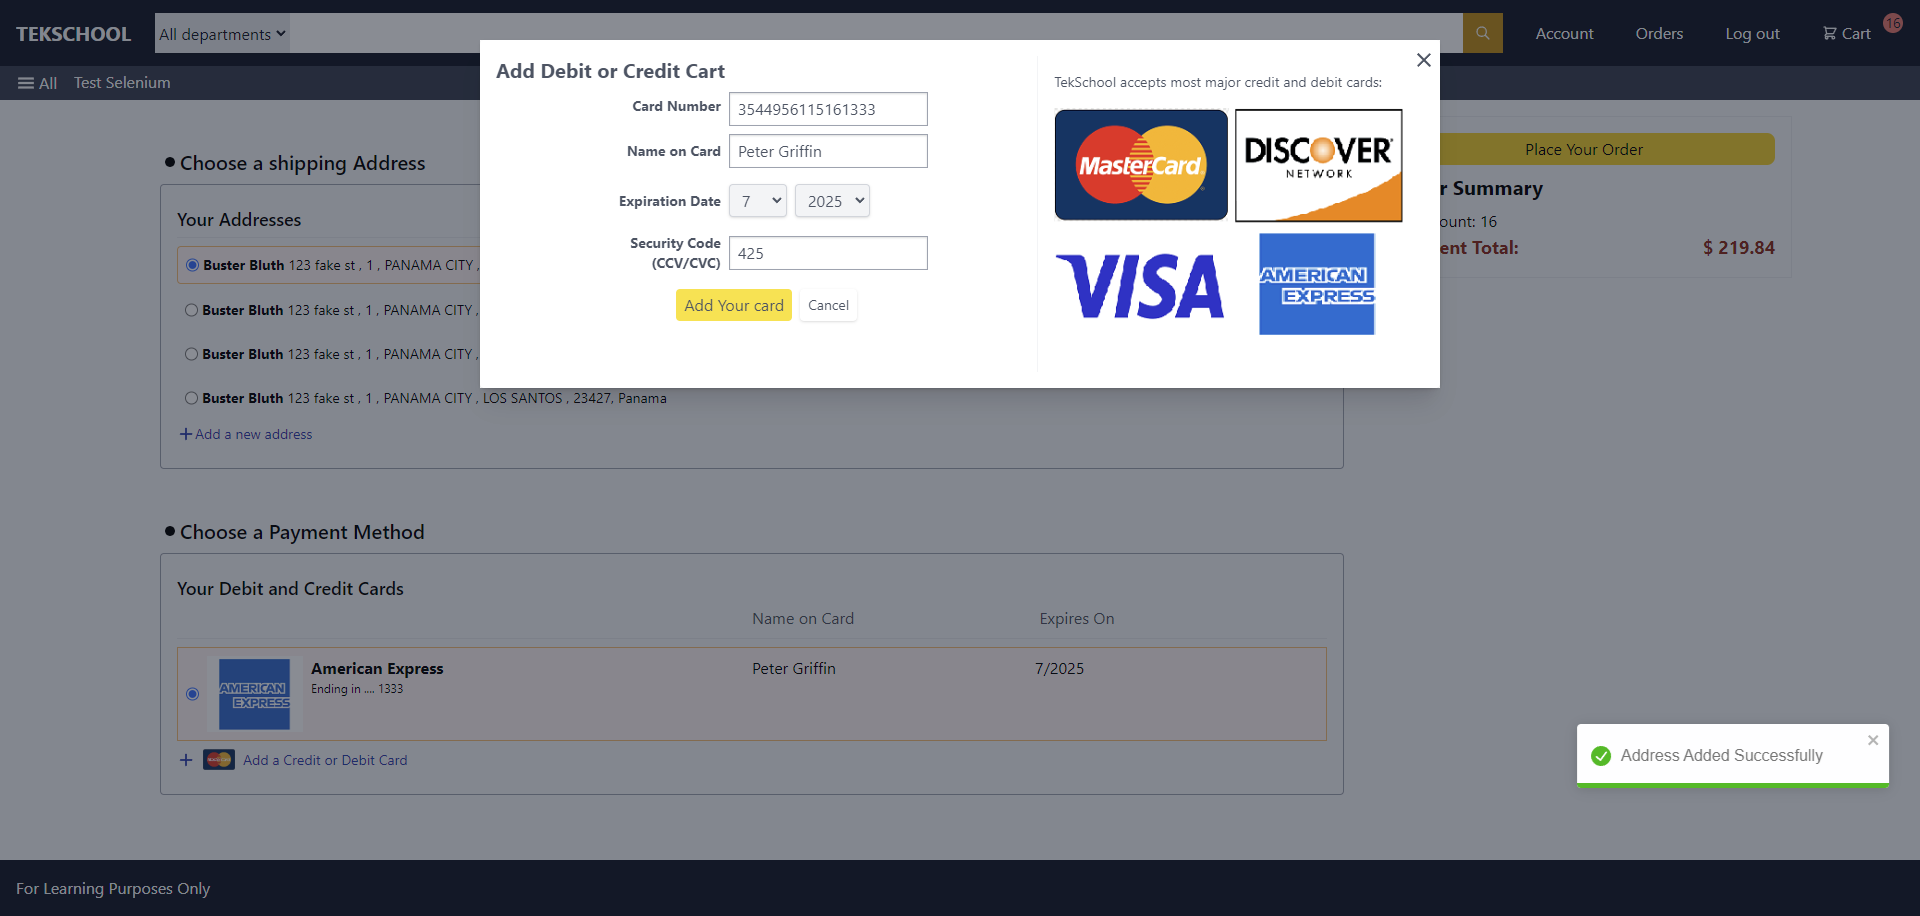 TEKSCHOOL
All departments
Account
Orders
Log out
Cart
16
All
Test Selenium
Add Debit or Credit Cart
Card Number
3544956115161333
Name on Card
Peter Griffin
Expiration Date
7
2025
Security Code
(CCV/CVC)
425
Add Your card
Cancel
TekSchool accepts most major credit and debit cards:
MasterCard
DISCOVER
NETWORK
VISA
AMERICAN
EXPRESS
Choose a shipping Address
Your Addresses
Buster Bluth 123 fake st , 1 , PANAMA CITY ,
Buster Bluth 123 fake st , 1 , PANAMA CITY ,
Buster Bluth 123 fake st , 1 , PANAMA CITY ,
Buster Bluth 123 fake st , 1 , PANAMA CITY , LOS SANTOS , 23427, Panama
Add a new address
Place Your Order
r Summary
ount: 16
ent Total:
$ 219.84
Choose a Payment Method
Your Debit and Credit Cards
Name on Card
Expires On
AMERICAN
EXPRESS
American Express
Ending in .... 1333
Peter Griffin
7/2025
Add a Credit or Debit Card
Address Added Successfully
For Learning Purposes Only